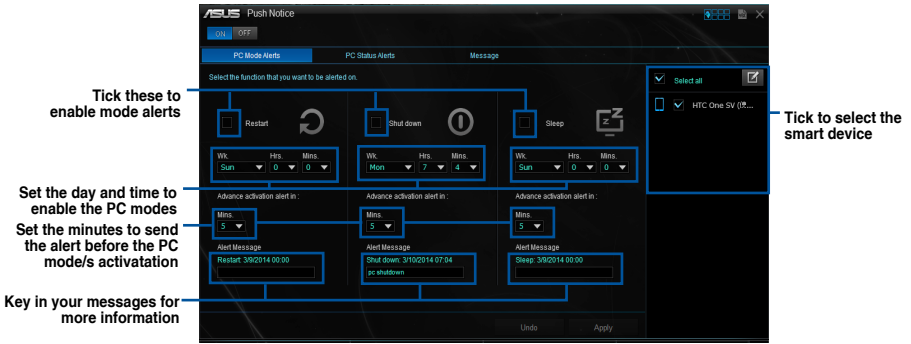 ASUS Push Notice
ON OFF
PC Mode Alerts PC Status Alerts Message
Select the function that you want to be alerted on.
Select all
HTC One SV
Tick these to
enable mode alerts
Restart Shut down Sleep
Tick to select the
smart device
Wk. Hrs. Mins. Wk. Hrs. Mins. Wk. Hrs. Mins.
Sun 0 0 Mon 7 4 Sun 0 0
Set the day and time to
enable the PC modes
Advance activation alert in : Advance activation alert in : Advance activation alert in :
Mins. Mins. Mins.
5 5 5
Set the minutes to send
the alert before the PC
mode/s activatation
Alert Message Alert Message Alert Message
Restart: 3/9/2014 00:00 Shut down: 3/10/2014 07:04 Sleep: 3/9/2014 00:00
pc shutdown
Key in your messages for
more information
Undo Apply